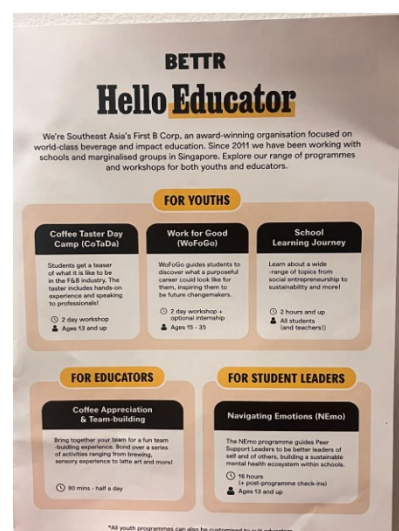 BETTR
Hello Educator
We're Southeast Asia's First B Corp, an award-winning organisation focused on
world-class beverage and impact education. Since 2011 we have been working with
schools and marginalised groups in Singapore. Explore our range of programmes
and workshops for both youths and educators.
FOR YOUTHS
Coffee Taster Day
Camp (CoTaDa)
Students get a teaser
of what it is like to be
in the F&B industry. The
taster includes hands-on
experience and speaking
to professionals!
2 day workshop
Ages 13 and up
Work for Good
(WoFoGo)
WoFoGo guides students to
discover what a purposeful
career could look like for
them, inspiring them to
be future changemakers.
2 day workshop +
optional internship
Ages 15 - 35
School
Learning Journey
Learn about a wide
-range of topics from
social entrepreneurship to
sustainability and more!
2 hours and up
All students
(and teachers!)
FOR EDUCATORS
Coffee Appreciation
& Team-building
Bring together your team for a fun team
-building experience. Bond over a series
of activities ranging from brewing,
sensory experience to latte art and more!
90 mins - half a day
FOR STUDENT LEADERS
Navigating Emotions (NEmo)
The NEmo programme guides Peer
Support Leaders to be better leaders of
self and of others, building a sustainable
mental health ecosystem within schools.
16 hours
(+ post-programme check-ins)
Ages 13 and up
*All youth programmes can also be customised to suit educators